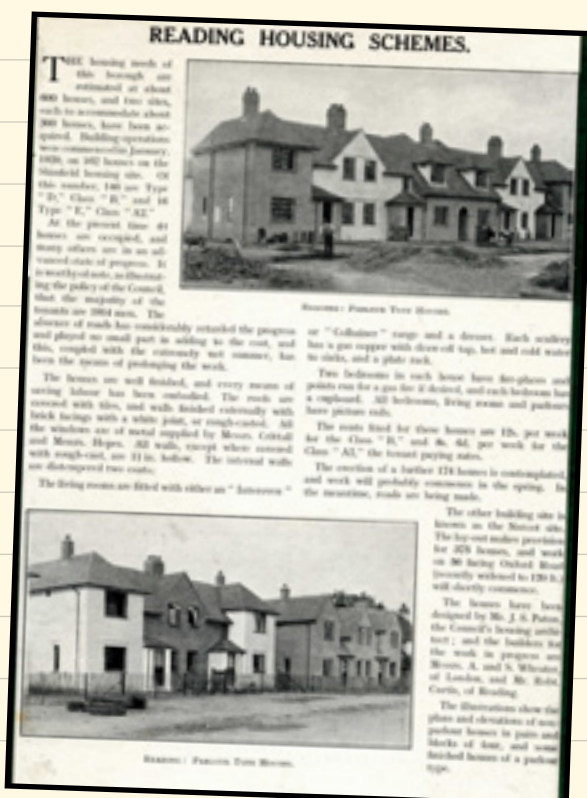 READING HOUSING SCHEMES.
THE housing needs of
this borough are
estimated at about
600 houses, and two sites,
each to accommodate about
300 houses, have been ac-
quired. Building operations
were commenced in January,
1920, on 162 houses on the
Shinfield housing site. Of
this number, 146 are Type
"D," Class "B," and 16
Type "E," Class "A2."
At the present time 44
houses are occupied, and
many others are in an ad-
vanced state of progress. It
is worthy of note, as illustrat-
ing the policy of the Council,
that the majority of the
tenants are 1914 men. The
absence of roads has considerably retarded the progress
and played no small part in adding to the cost, and
this, coupled with the extremely wet summer, has
been the means of prolonging the work.
The houses are well finished, and every means of
saving labour has been embodied. The roofs are
covered with tiles, and walls finished externally with
brick facings with a white joint, or rough-casted. All
the windows are of metal supplied by Messrs. Crittall
and Messrs. Hopes. All walls, except where covered
with rough-cast, are 11 in. hollow. The internal walls
are distempered two coats.
The living rooms are fitted with either an "Interoven"
READING: PARLOUR TYPE HOUSES.
or "Collister" range and a dresser. Each scullery
has a gas copper with draw-off tap, hot and cold water
to sinks, and a plate rack.
Two bedrooms in each house have fire-places and
points run for a gas fire if desired, and each bedroom has
a cupboard. All bedrooms, living rooms and parlours
have picture rails.
The rents fixed for these houses are 12s. per week
for the Class "B," and per week for the
Class "A2," the tenant paying rates.
The erection of a further 174 houses is contemplated,
and work will probably commence in the spring. In
the meantime, roads are being made.
The other building site is
known as the Norcot site.
The lay-out makes provision
for 378 houses, and work
on 36 facing Oxford Road
(recently widened to 120 ft.)
will shortly commence.
The houses have been
designed by Mr. J. S. Paton,
the Council's housing archi-
tect; and the builders for
the work in progress are
Messrs. A. and S. Wheater,
of London, and Mr. Robt.
Curtis, of Reading.
The illustrations show the
plans and elevations of non-
parlour houses in pairs and
blocks of four, and some
finished houses of a parlour
type.
READING: PARLOUR TYPE HOUSES.